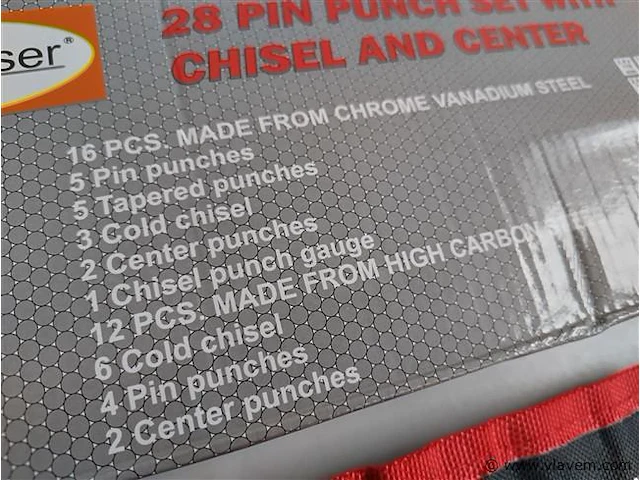 ser®
28 PIN PUNCH SET WITH
CHISEL AND CENTER
16 PCS. MADE FROM CHROME VANADIUM STEEL
5 Pin punches
5 Tapered punches
3 Cold chisel
2 Center punches
1 Chisel punch gauge
12 PCS. MADE FROM HIGH CARBON
6 Cold chisel
4 Pin punches
2 Center punches
© www.vlavem.com